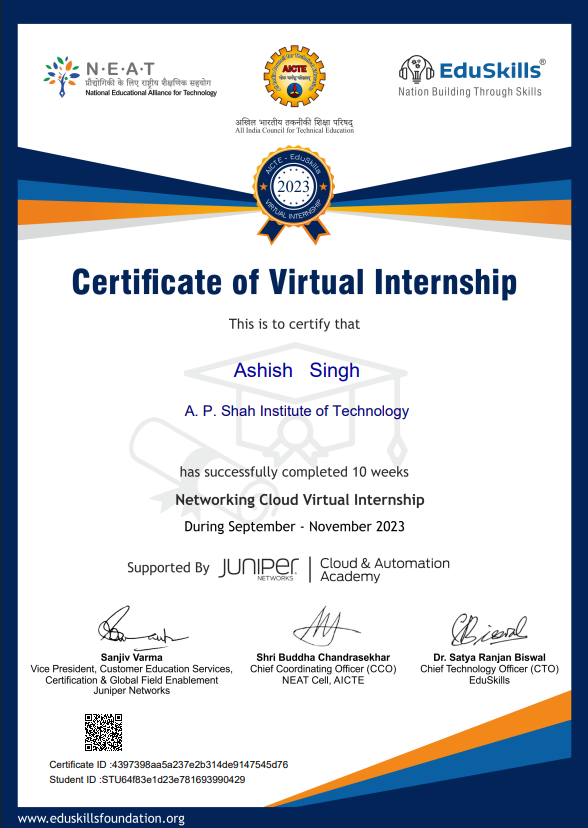 N·E·A·T
प्रौद्योगिकी के लिए राष्ट्रीय शैक्षणिक सहयोग
National Educational Alliance for Technology
AICTE
अखिल भारतीय तकनीकी शिक्षा परिषद्
All India Council for Technical Education
EduSkills®
Nation Building Through Skills
AICTE - EduSkills
2023
VIRTUAL INTERNSHIP
Certificate of Virtual Internship
This is to certify that
Ashish Singh
A. P. Shah Institute of Technology
has successfully completed 10 weeks
Networking Cloud Virtual Internship
During September - November 2023
Supported By JUNIPER NETWORKS | Cloud & Automation Academy
Sanjiv Varma
Vice President, Customer Education Services,
Certification & Global Field Enablement
Juniper Networks
Shri Buddha Chandrasekhar
Chief Coordinating Officer (CCO)
NEAT Cell, AICTE
Dr. Satya Ranjan Biswal
Chief Technology Officer (CTO)
EduSkills
Certificate ID :4397398aa5a237e2b314de9147545d76
Student ID :STU64f83e1d23e781693990429
www.eduskillsfoundation.org